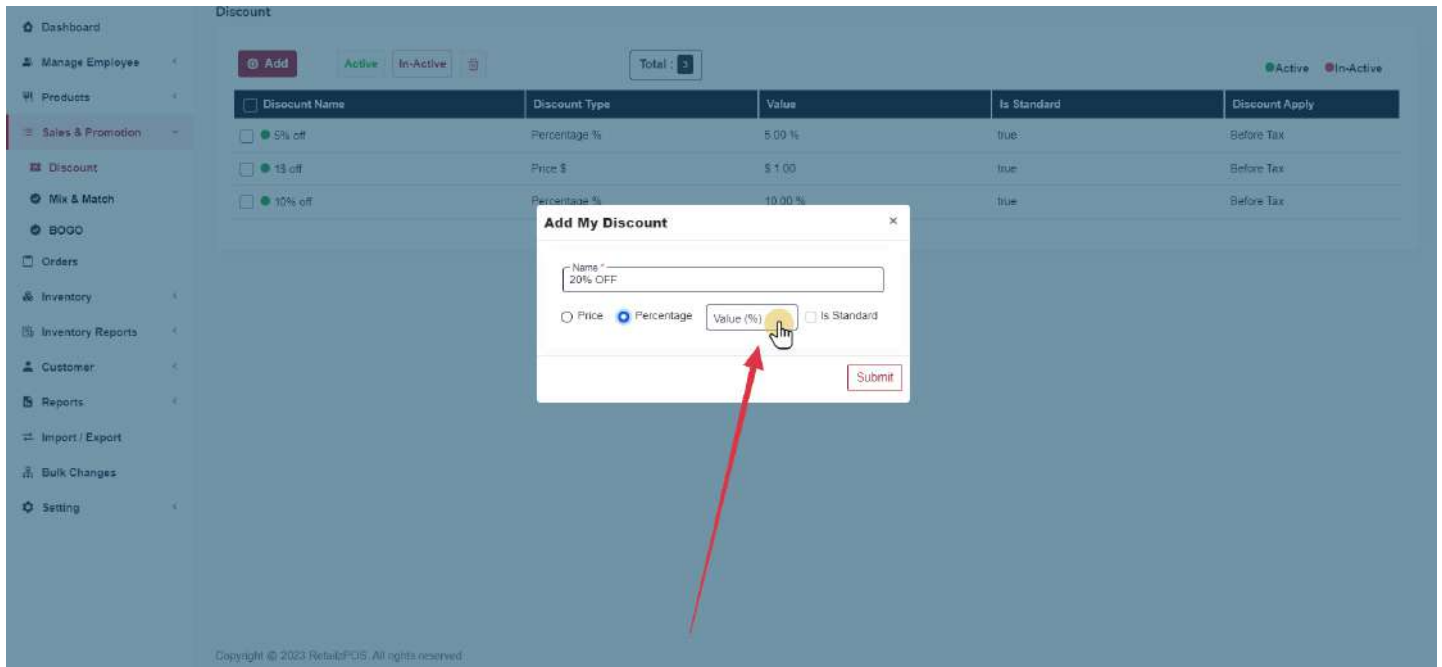 Discount
Dashboard
Manage Employee
Products
Sales & Promotion
Discount
Mix & Match
BOGO
Orders
Inventory
Inventory Reports
Customer
Reports
Import / Export
Bulk Changes
Setting
Add Active In-Active Total : 3 Active In-Active
Discount Name Discount Type Value Is Standard Discount Apply
5% off Percentage % 5.00 % true Before Tax
1$ off Price $ $ 1.00 true Before Tax
10% off Percentage % 10.00 % true Before Tax
Add My Discount ×
Name *
20% OFF
Price Percentage Value (%) Is Standard
Submit
Copyright © 2023 RetailzPOS. All rights reserved